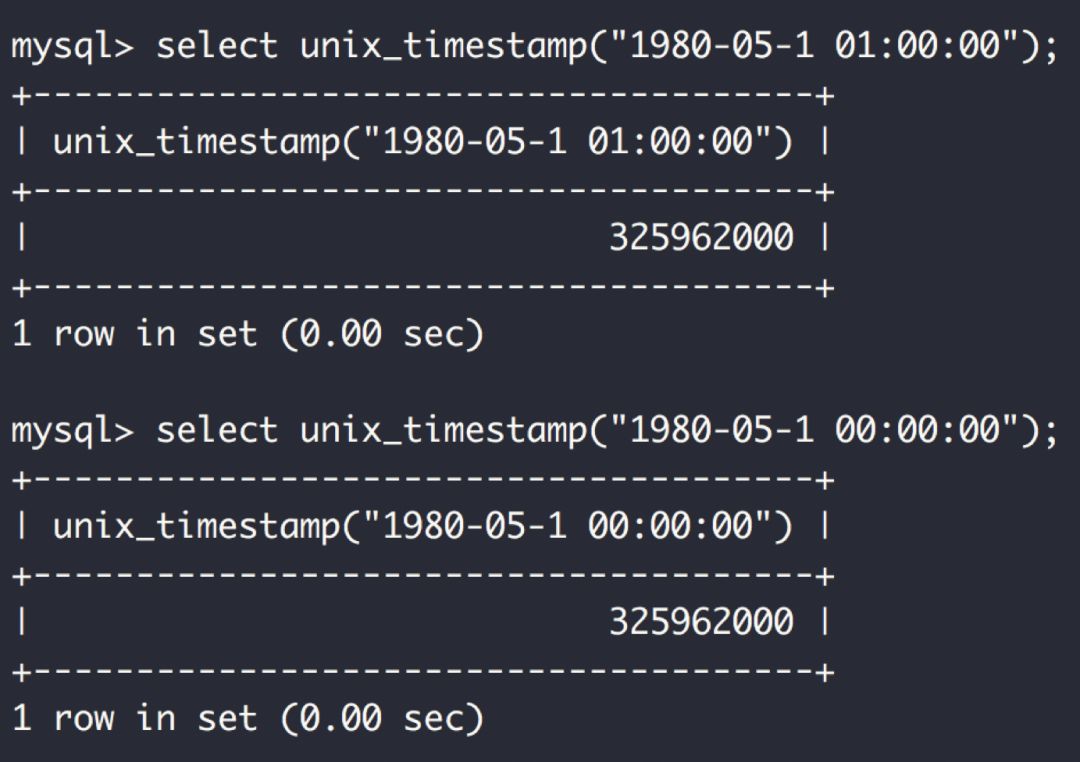 mysql> select unix_timestamp("1980-05-1 01:00:00");
+--------------------------------------+
| unix_timestamp("1980-05-1 01:00:00") |
+--------------------------------------+
|                            325962000 |
+--------------------------------------+
1 row in set (0.00 sec)
mysql> select unix_timestamp("1980-05-1 00:00:00");
+--------------------------------------+
| unix_timestamp("1980-05-1 00:00:00") |
+--------------------------------------+
|                            325962000 |
+--------------------------------------+
1 row in set (0.00 sec)